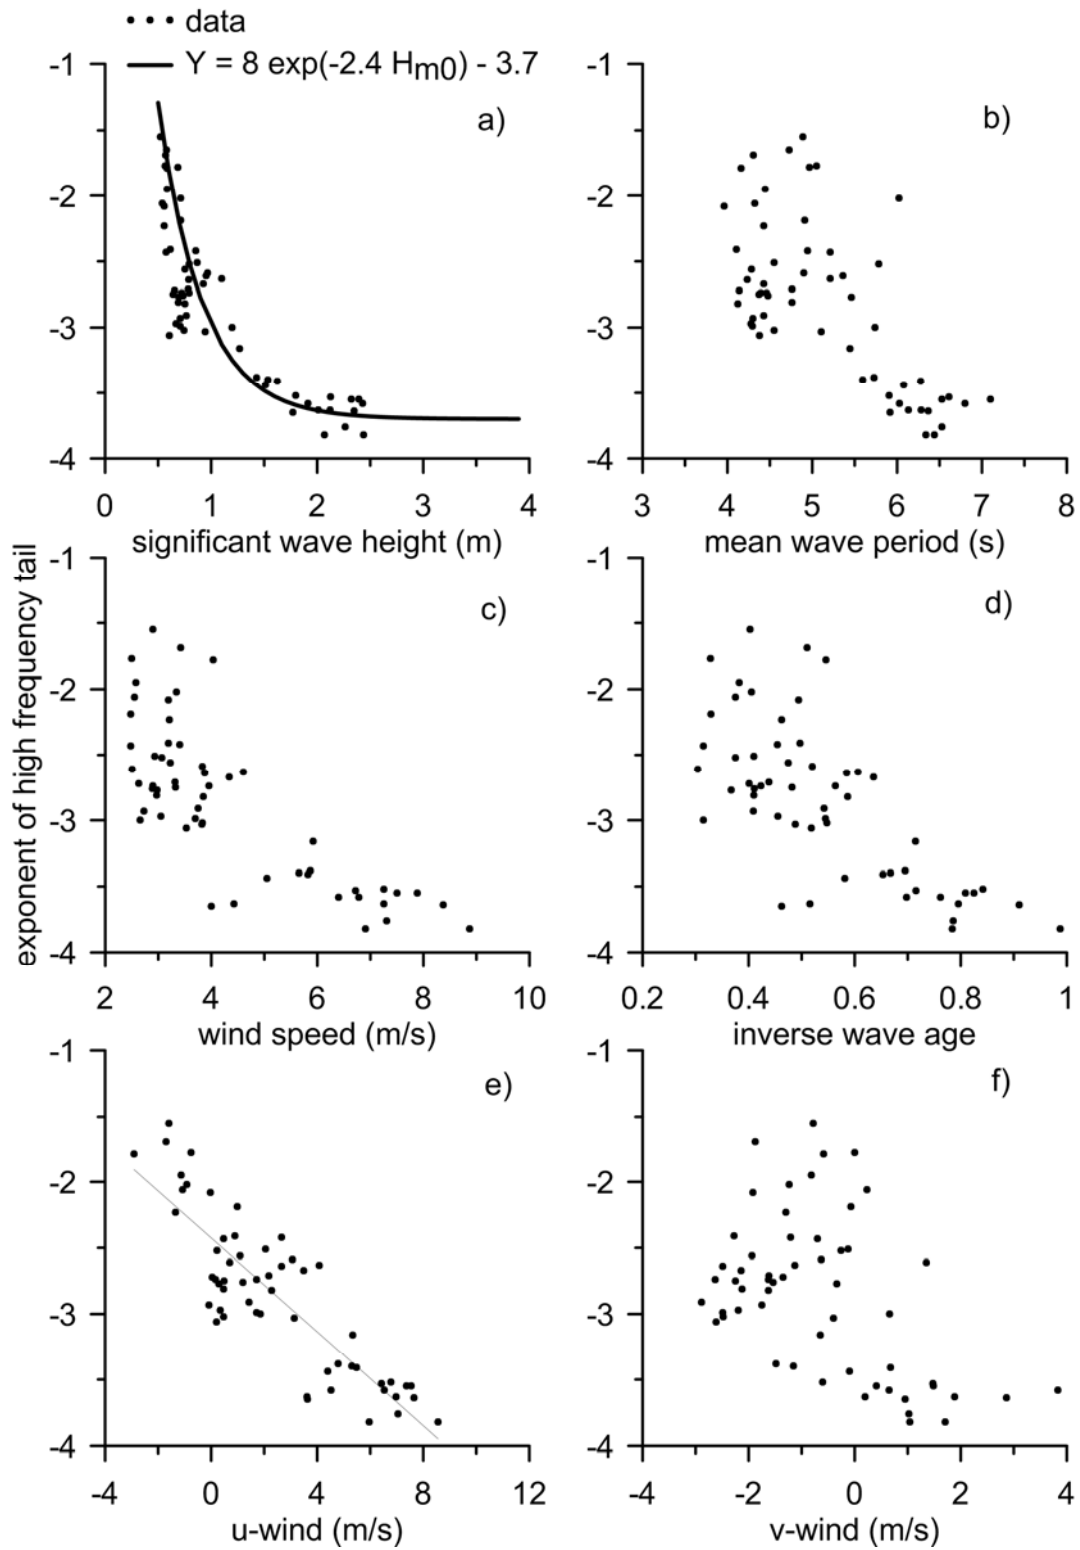 data
Y = 8 exp(-2.4 Hm0) - 3.7
-1 -1
a) b)
-2 -2
-3 -3
-4 -4
0 1 2 3 4 3 4 5 6 7 8
significant wave height (m) mean wave period (s)
exponent of high frequency tail
-1 -1
c) d)
-2 -2
-3 -3
-4 -4
2 4 6 8 10 0.2 0.4 0.6 0.8 1
wind speed (m/s) inverse wave age
-1 -1
e) f)
-2 -2
-3 -3
-4 -4
-4 0 4 8 12 -4 -2 0 2 4
u-wind (m/s) v-wind (m/s)